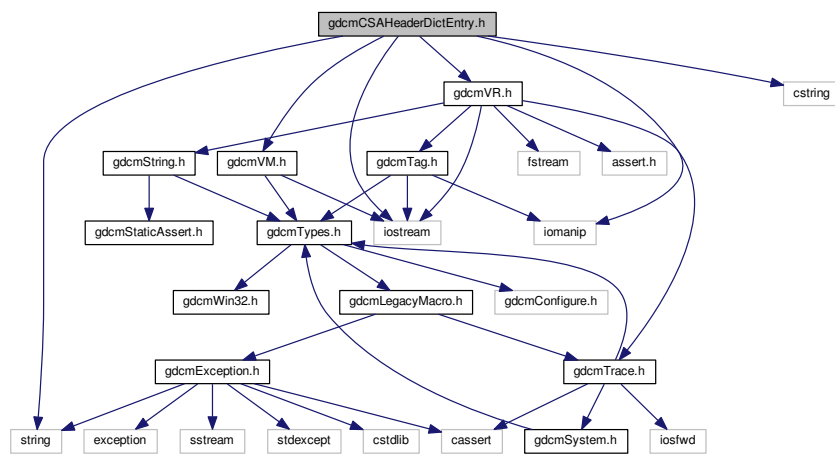 gdcmCSAHeaderDictEntry.h
gdcmVR.h
cstring
gdcmString.h
gdcmVM.h
gdcmTag.h
fstream
assert.h
gdcmStaticAssert.h
gdcmTypes.h
iostream
iomanip
gdcmWin32.h
gdcmLegacyMacro.h
gdcmConfigure.h
gdcmException.h
gdcmTrace.h
string
exception
sstream
stdexcept
cstdlib
cassert
gdcmSystem.h
iosfwd